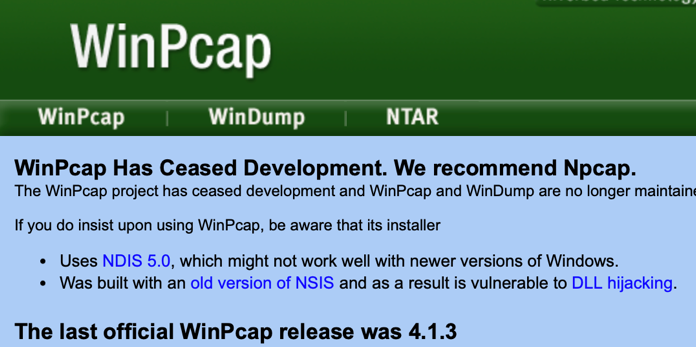 WinPcap
WinPcap | WinDump | NTAR
WinPcap Has Ceased Development. We recommend Npcap.
The WinPcap project has ceased development and WinPcap and WinDump are no longer
If you do insist upon using WinPcap, be aware that its installer
• Uses NDIS 5.0, which might not work well with newer versions of Windows.
• Was built with an old version of NSIS and as a result is vulnerable to DLL hijacking.
The last official WinPcap release was 4.1.3